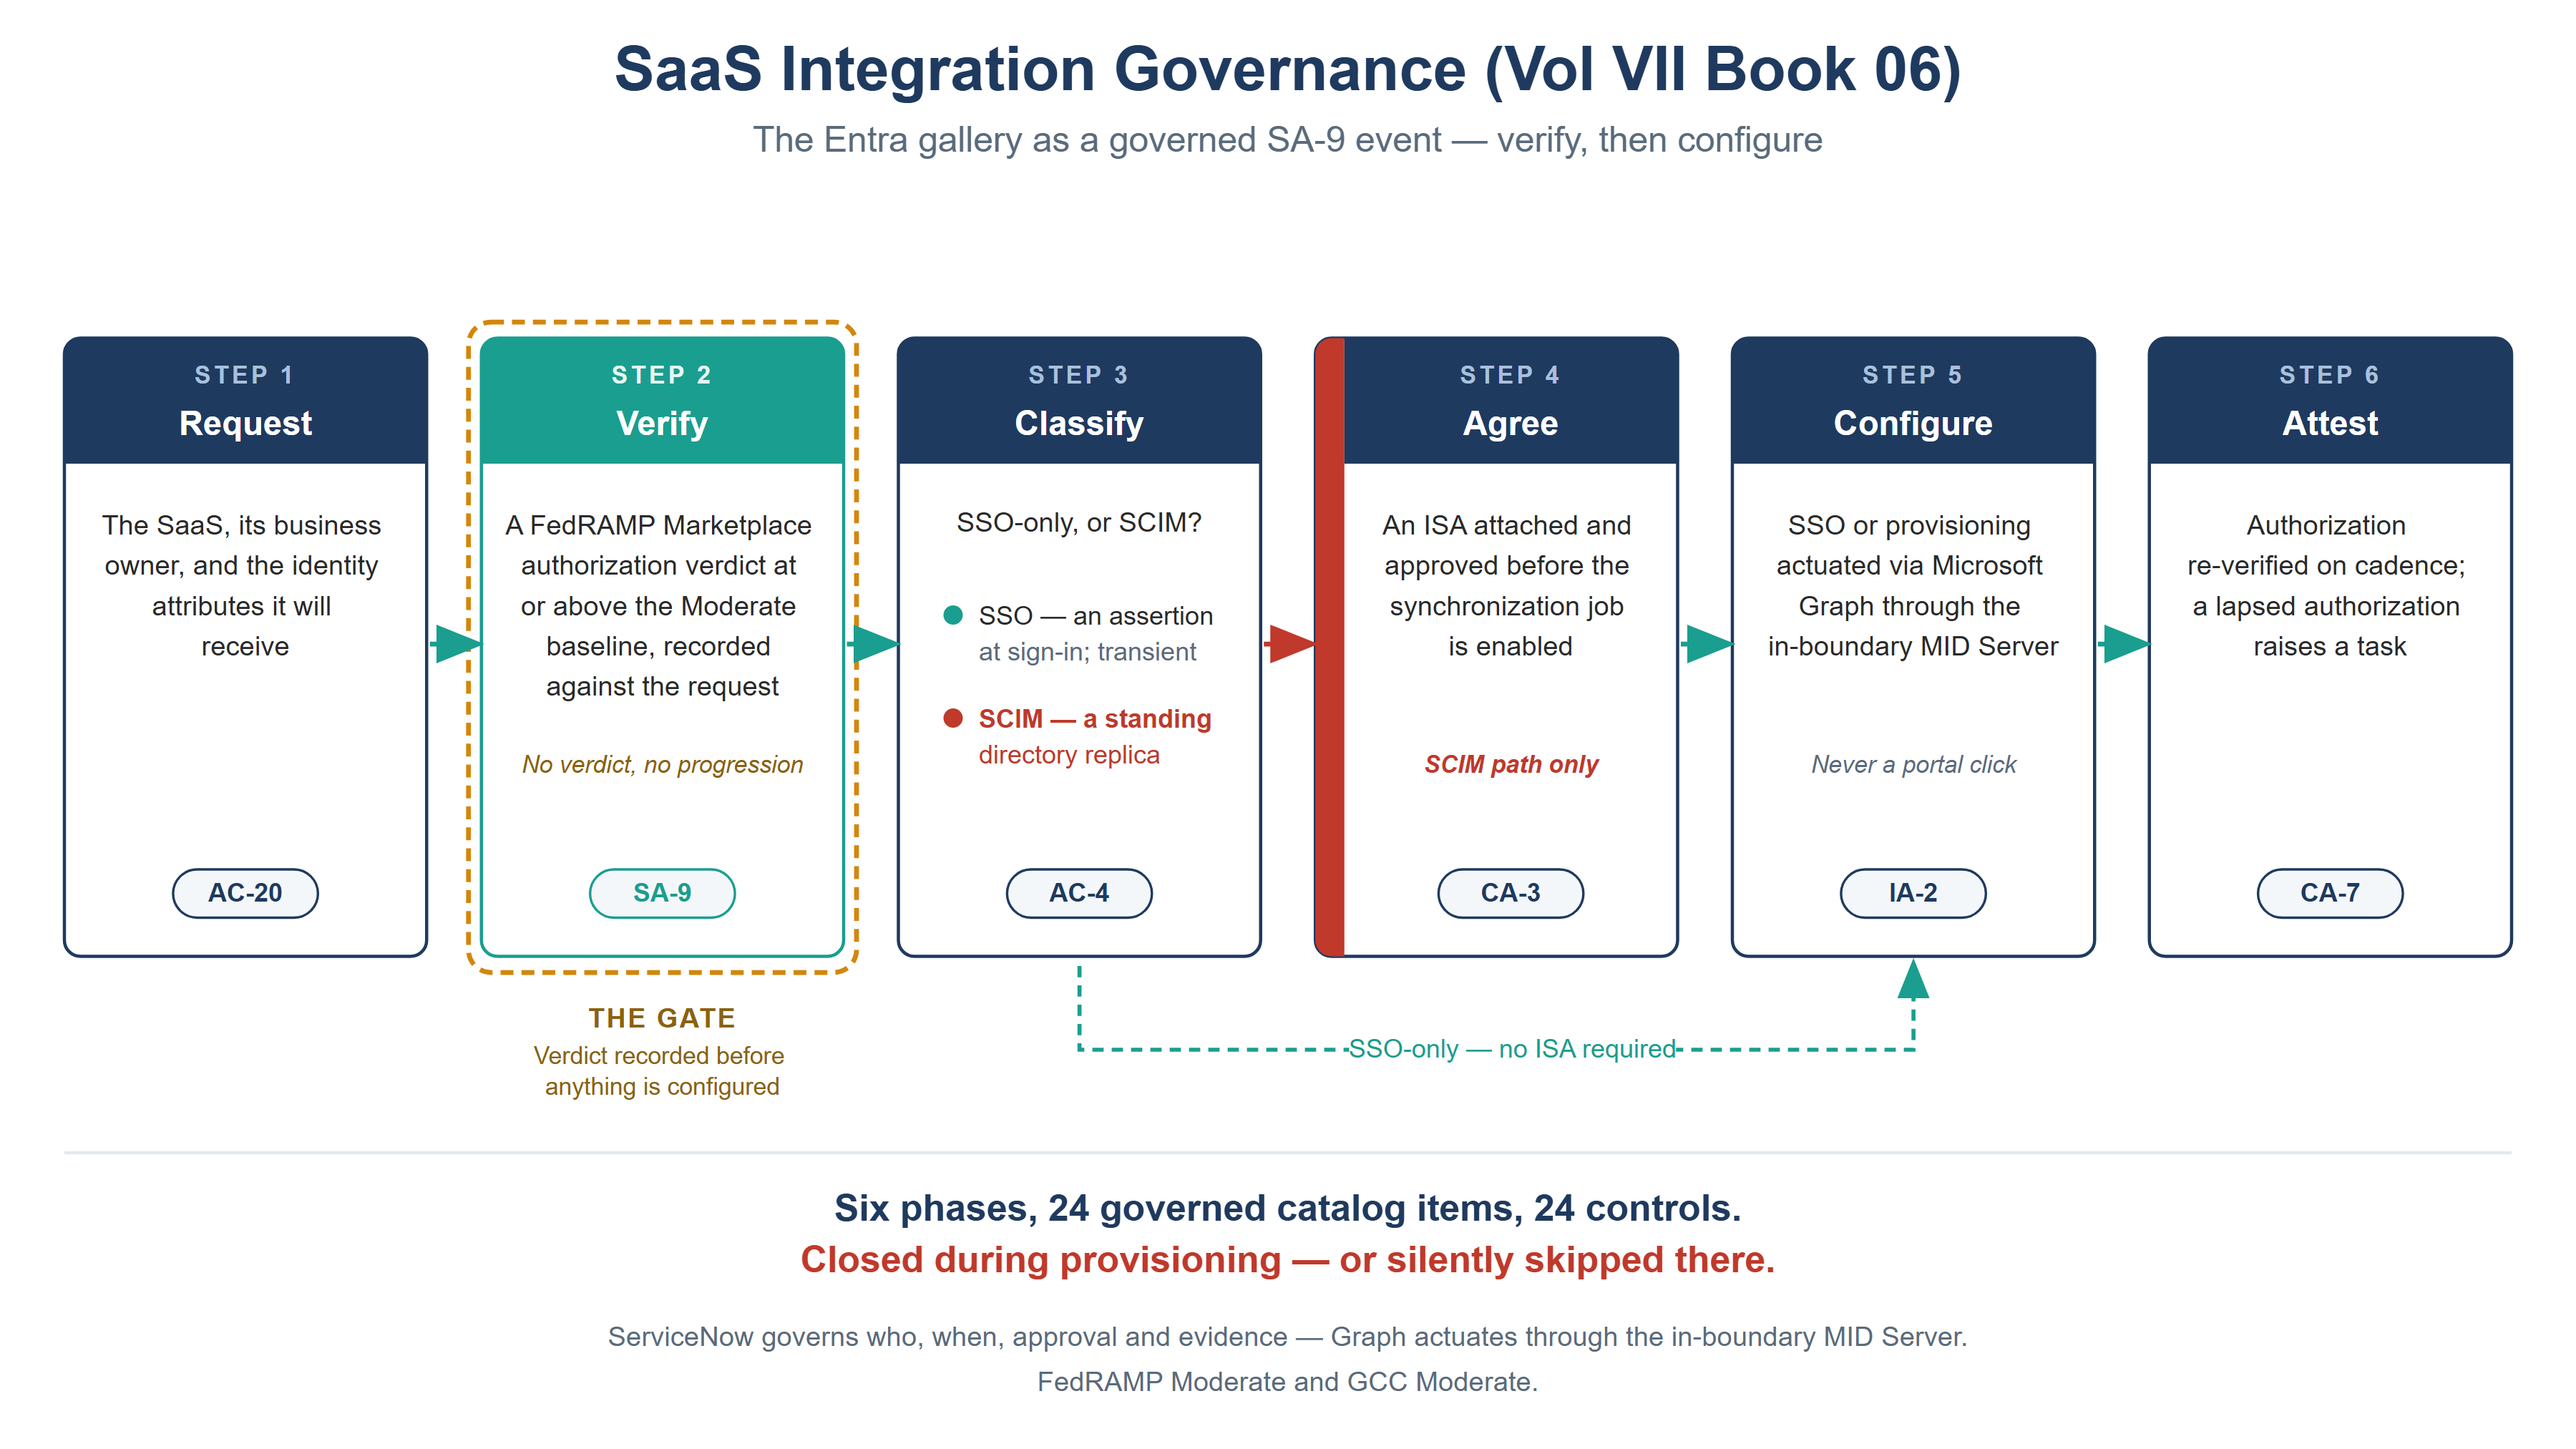 SaaS Integration Governance (Vol VII Book 06)
The Entra gallery as a governed SA-9 event — verify, then configure
STEP 1
Request
The SaaS, its business
owner, and the identity
attributes it will
receive
AC-20
STEP 2
Verify
A FedRAMP Marketplace
authorization verdict at
or above the Moderate
baseline, recorded
against the request
No verdict, no progression
SA-9
THE GATE
Verdict recorded before
anything is configured
STEP 3
Classify
SSO-only, or SCIM?
SSO — an assertion
at sign-in; transient
SCIM — a standing
directory replica
AC-4
STEP 4
Agree
An ISA attached and
approved before the
synchronization job
is enabled
SCIM path only
CA-3
STEP 5
Configure
SSO or provisioning
actuated via Microsoft
Graph through the
in-boundary MID Server
Never a portal click
IA-2
STEP 6
Attest
Authorization
re-verified on cadence;
a lapsed authorization
raises a task
CA-7
SSO-only — no ISA required
Six phases, 24 governed catalog items, 24 controls.
Closed during provisioning — or silently skipped there.
ServiceNow governs who, when, approval and evidence — Graph actuates through the in-boundary MID Server.
FedRAMP Moderate and GCC Moderate.